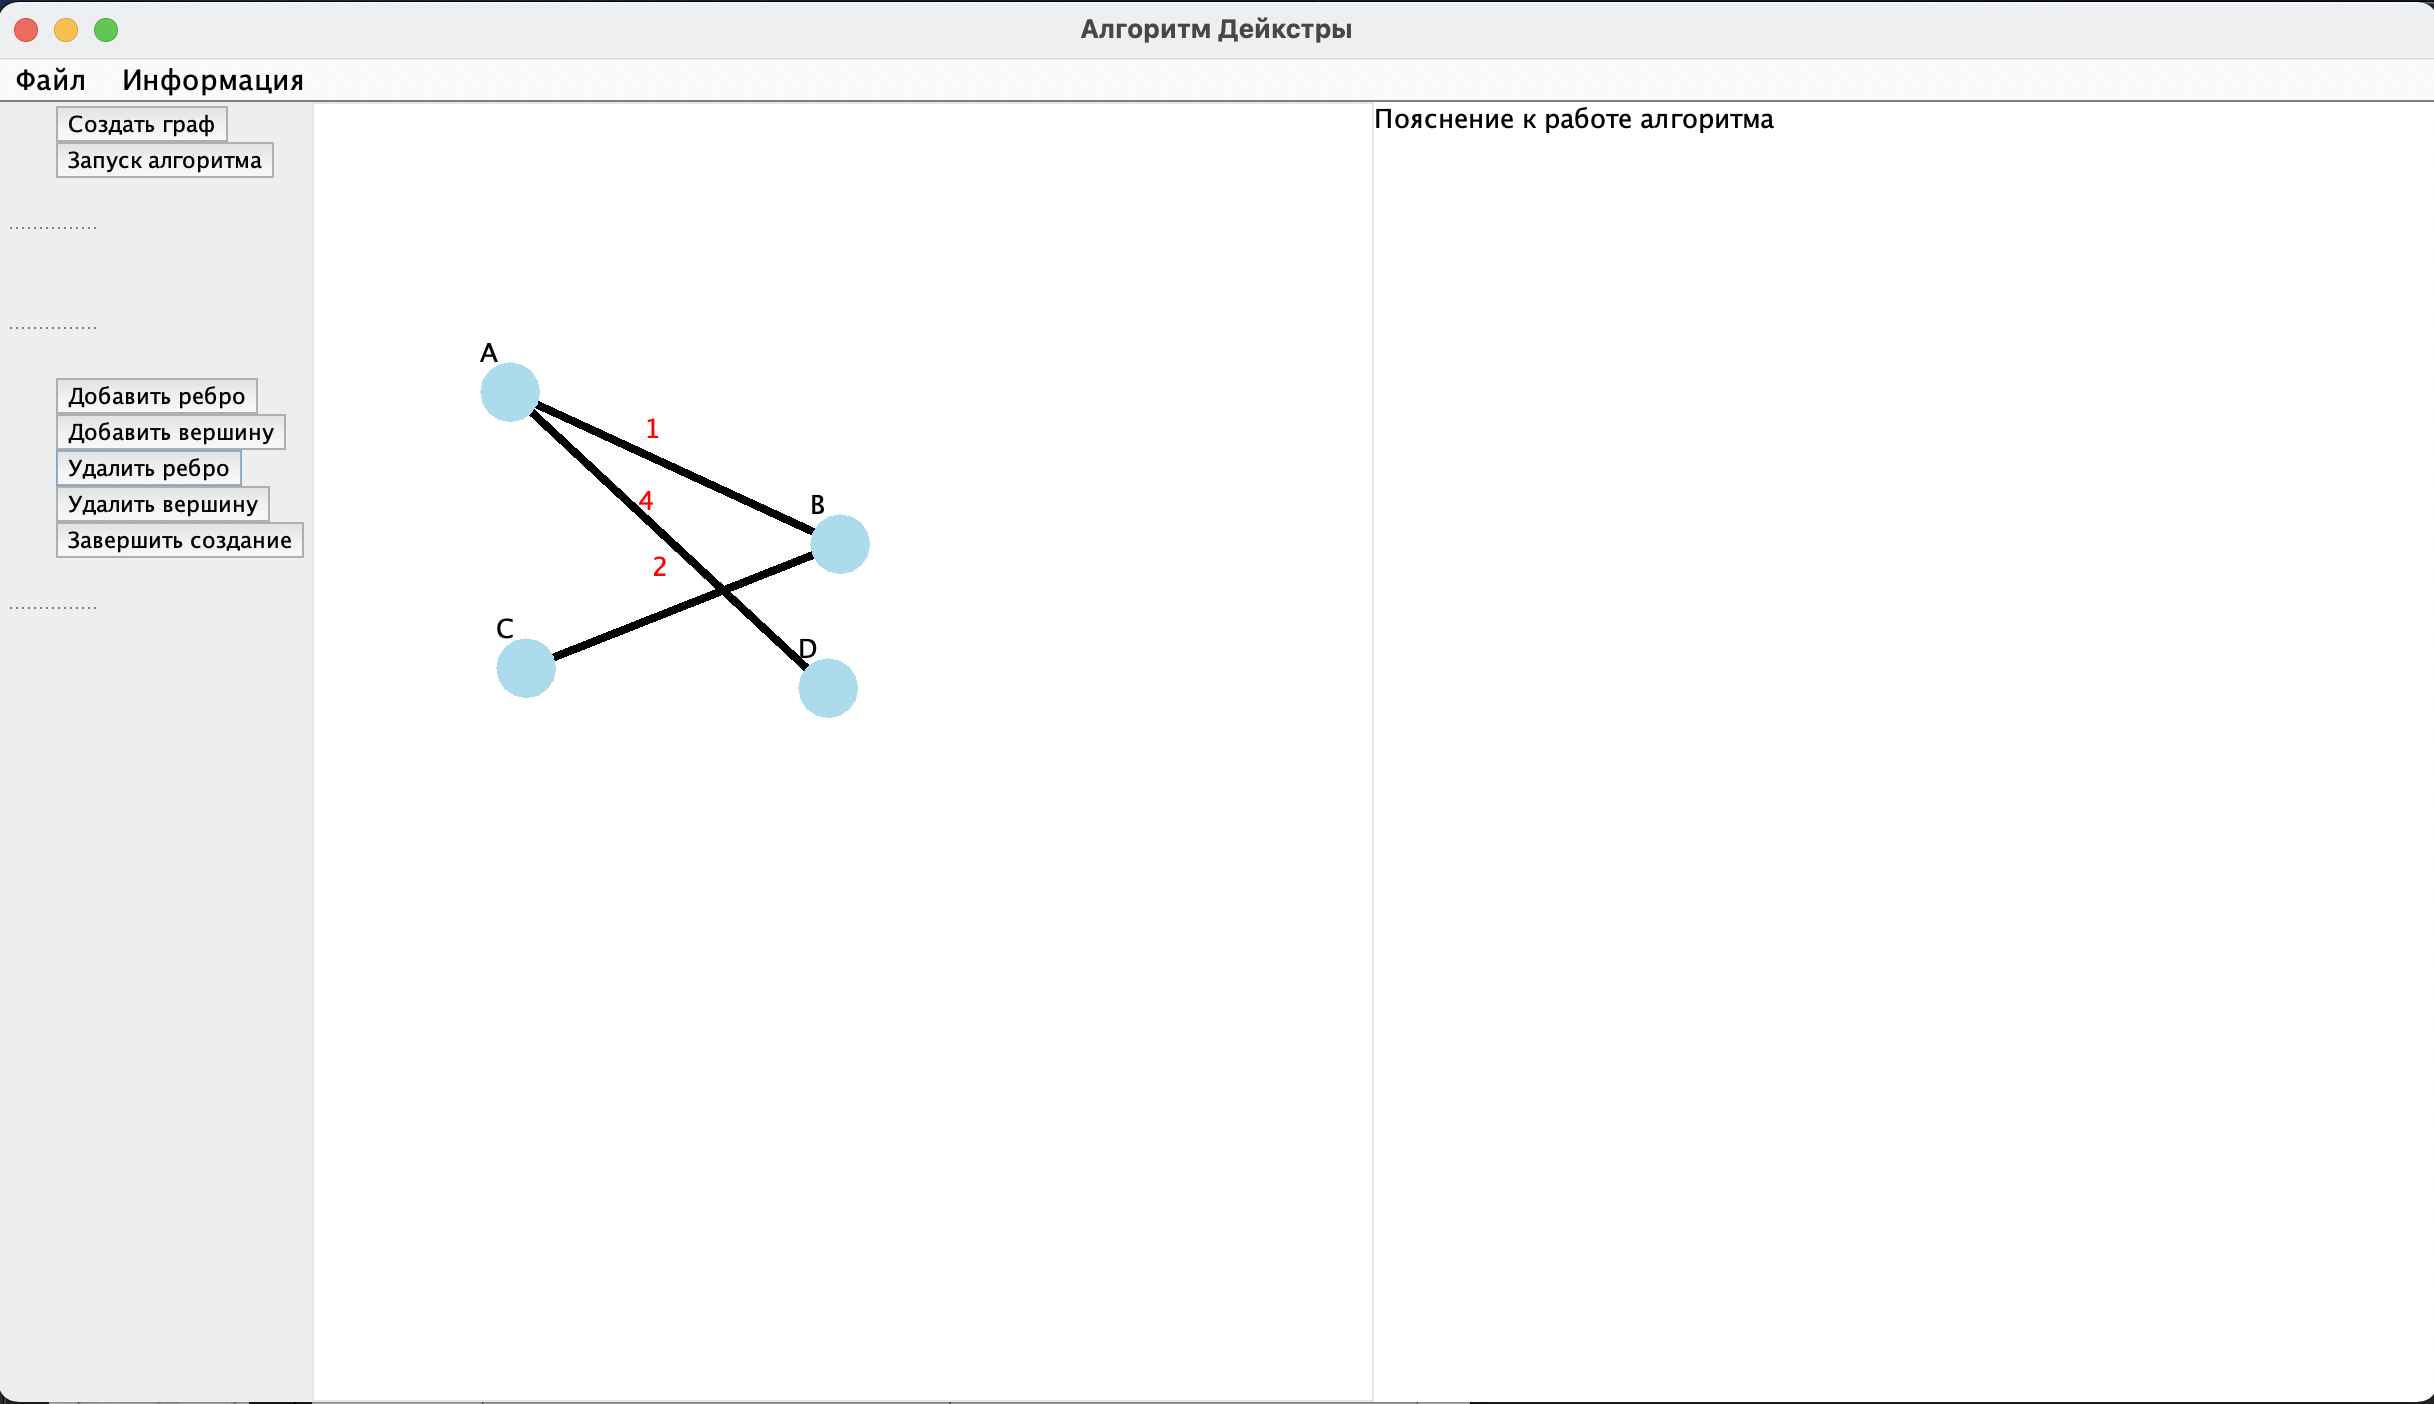 Алгоритм Дейкстры
Файл Информация
Создать граф
Запуск алгоритма
Добавить ребро
Добавить вершину
Удалить ребро
Удалить вершину
Завершить создание
A
1
4
B
2
C
D
Пояснение к работе алгоритма